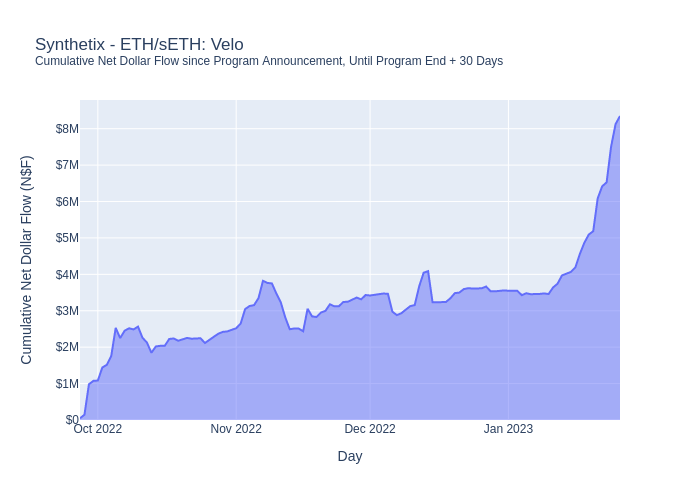 Synthetix - ETH/sETH: Velo
Cumulative Net Dollar Flow since Program Announcement, Until Program End + 30 Days
Cumulative Net Dollar Flow (N$F)
$8M
$7M
$6M
$5M
$4M
$3M
$2M
$1M
$0
Oct 2022
Nov 2022
Dec 2022
Jan 2023
Day